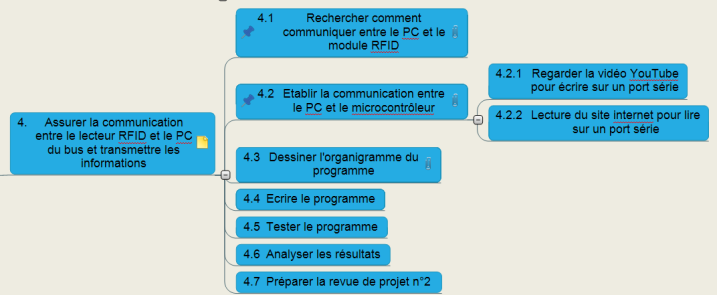 4.1 Rechercher comment
communiquer entre le PC et le
module RFID
4.2 Etablir la communication entre
le PC et le microcontrôleur
4.2.1 Regarder la vidéo YouTube
pour écrire sur un port série
4.2.2 Lecture du site internet pour lire
sur un port série
4. Assurer la communication
entre le lecteur RFID et le PC
du bus et transmettre les
informations
4.3 Dessiner l'organigramme du
programme
4.4 Ecrire le programme
4.5 Tester le programme
4.6 Analyser les résultats
4.7 Préparer la revue de projet n°2